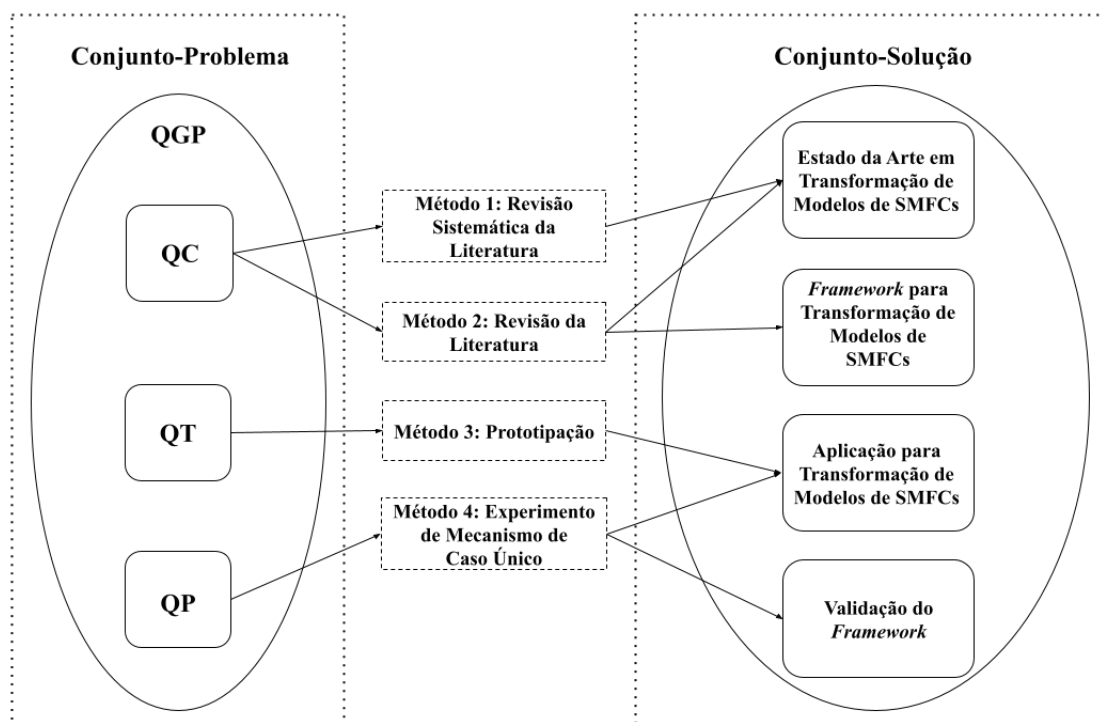 Conjunto-Problema
QGP
QC
QT
QP
Método 1: Revisão
Sistemática da
Literatura
Método 2: Revisão da
Literatura
Método 3: Prototipação
Método 4: Experimento
de Mecanismo de
Caso Único
Conjunto-Solução
Estado da Arte em
Transformação de
Modelos de SMFCs
Framework para
Transformação de
Modelos de
SMFCs
Aplicação para
Transformação de
Modelos de SMFCs
Validação do
Framework